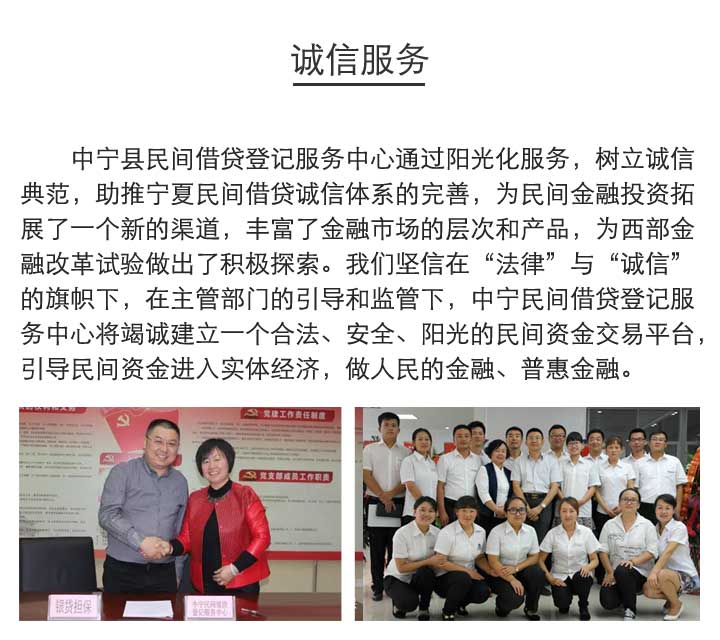 诚信服务
中宁县民间借贷登记服务中心通过阳光化服务，树立诚信
典范，助推宁夏民间借贷诚信体系的完善，为民间金融投资拓
展了一个新的渠道，丰富了金融市场的层次和产品，为西部金
融改革试验做出了积极探索。我们坚信在“法律”与“诚信”
的旗帜下，在主管部门的引导和监管下，中宁民间借贷登记服
务中心将竭诚建立一个合法、安全、阳光的民间资金交易平台，
引导民间资金进入实体经济，做人民的金融、普惠金融。
党建工作责任制度
党支部成员工作职责
银贷担保
中宁民间借贷
登记服务中心